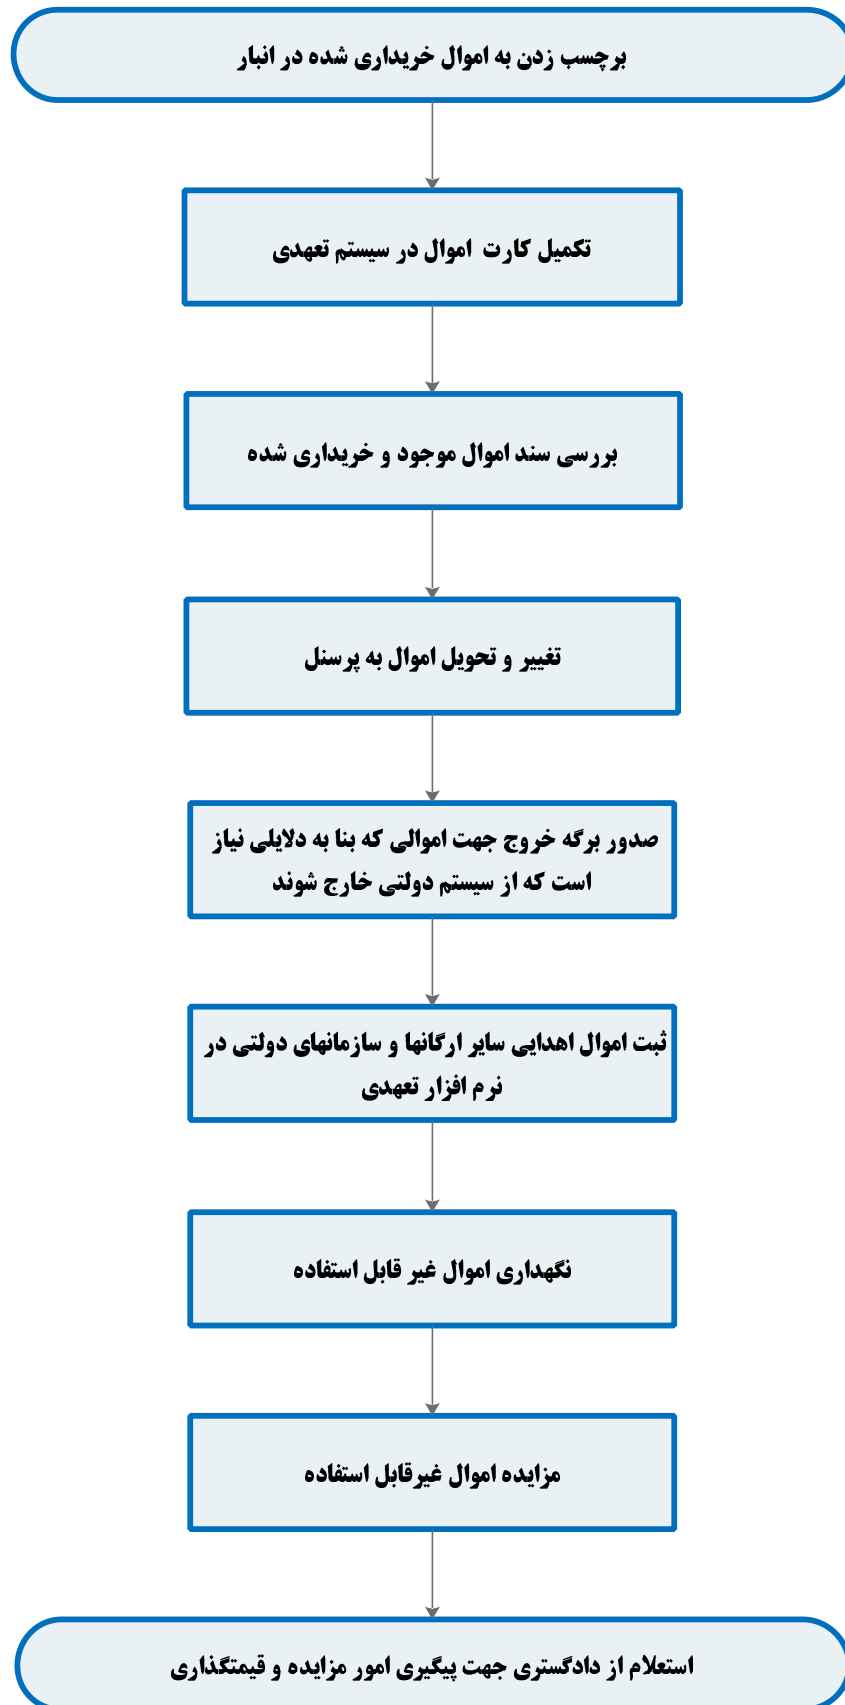 برچسب زدن به اموال خریداری شده در انبار
تکمیل کارت اموال در سیستم تعهدی
بررسی سند اموال موجود و خریداری شده
تغییر و تحویل اموال به پرسنل
صدور برگه خروج جهت اموالی که بنا به دلایلی نیاز
است که از سیستم دولتی خارج شوند
ثبت اموال اهدایی سایر ارگانها و سازمانهای دولتی در
نرم افزار تعهدی
نگهداری اموال غیر قابل استفاده
مزایده اموال غیرقابل استفاده
استعلام از دادگستری جهت پیگیری امور مزایده و قیمتگذاری